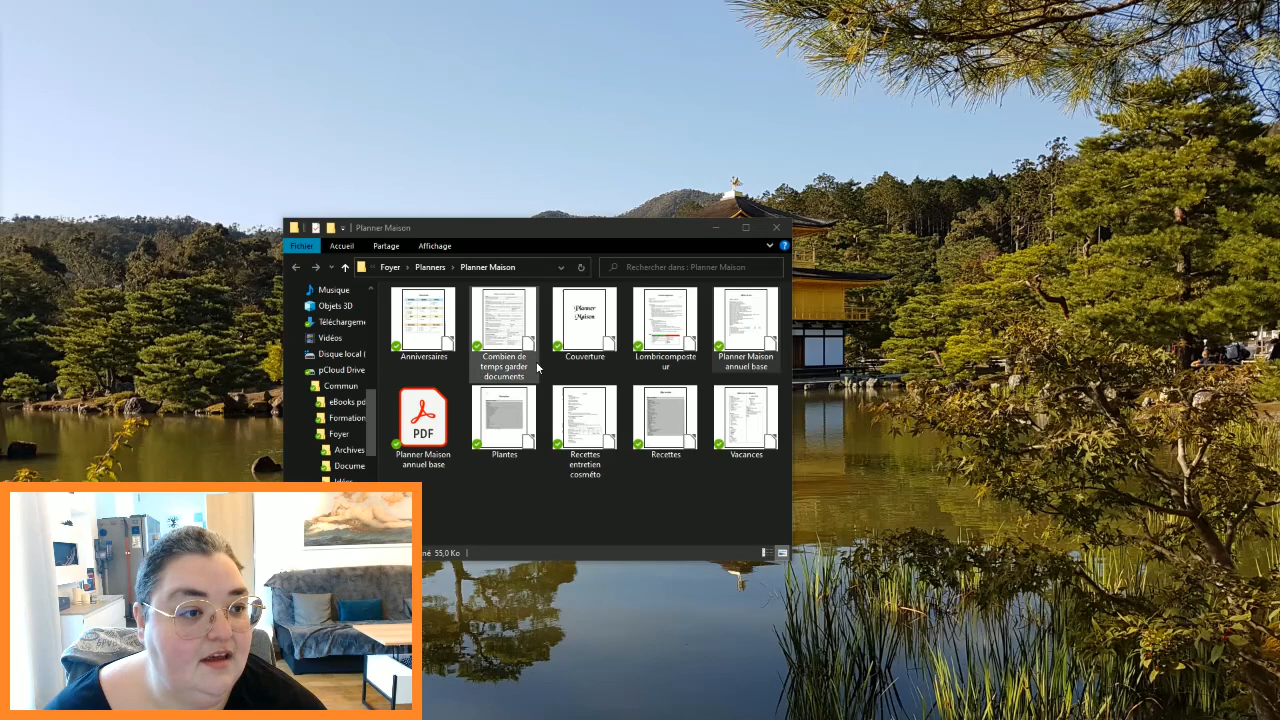 Planner Maison
Fichier
Accueil
Partage
Affichage
Foyer › Planners › Planner Maison
Rechercher dans : Planner Maison
Musique
Objets 3D
Téléchargeme
Vidéos
Disque local (
pCloud Drive
Commun
eBooks pd
Formation
Foyer
Archives
Docume
Anniversaires
Combien de
temps garder
documents
Planner
Maison
Couverture
Lombricomposte
ur
Planner Maison
annuel base
PDF
Planner Maison
annuel base
Plantes
Recettes
entretien
cosméto
Recettes
Vacances
né 55,0 Ko